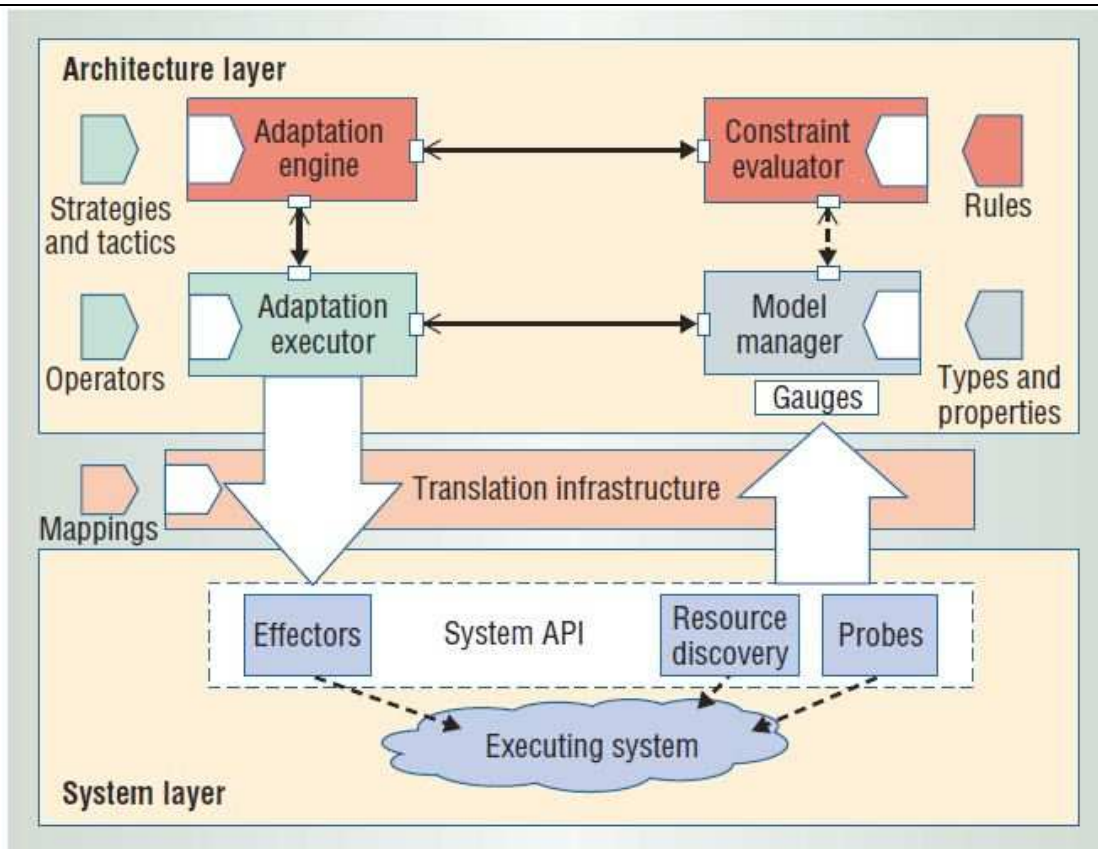 Architecture layer
Adaptation
engine
Constraint
evaluator
Strategies
and tactics
Rules
Adaptation
executor
Model
manager
Operators
Gauges
Types and
properties
Translation infrastructure
Mappings
Effectors
System API
Resource
discovery
Probes
Executing system
System layer